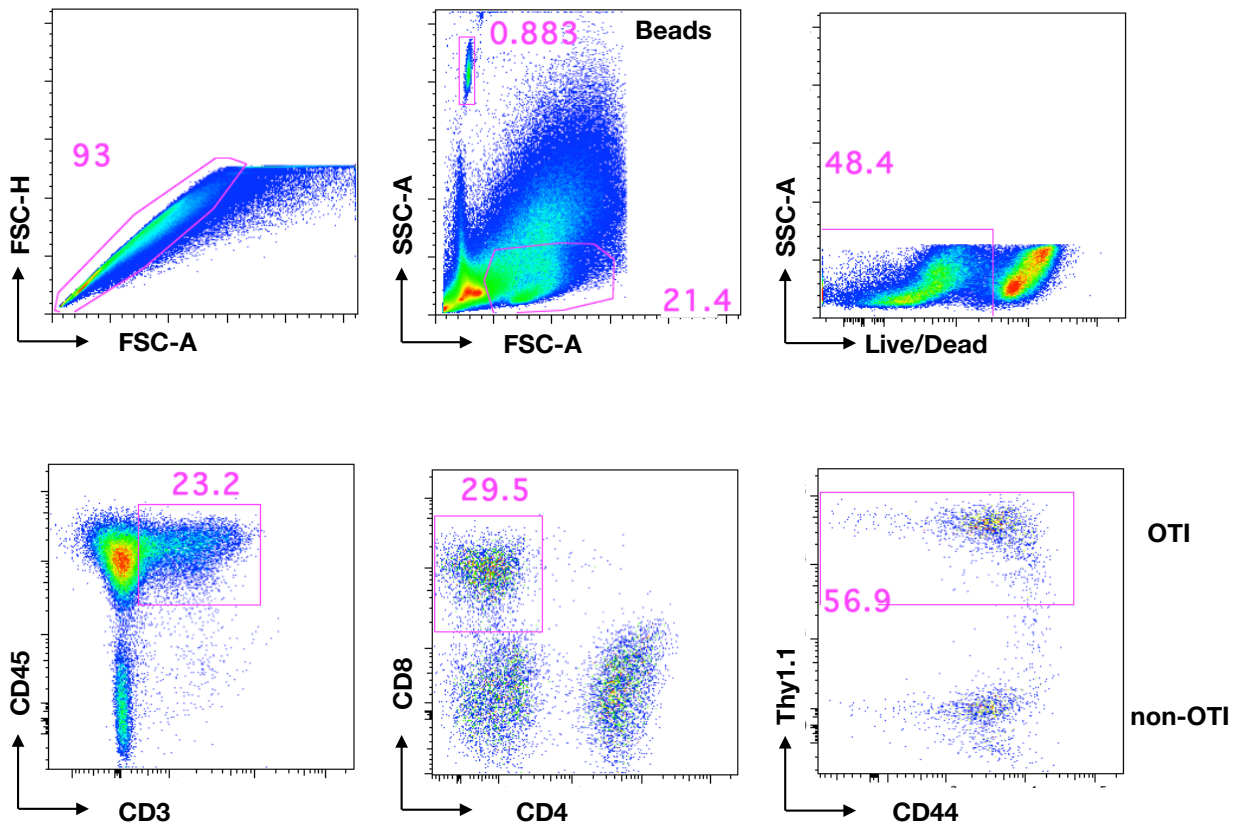 93
FSC-H
FSC-A
0.883
Beads
SSC-A
21.4
FSC-A
48.4
SSC-A
Live/Dead
23.2
CD45
CD3
29.5
CD8
CD4
OTI
56.9
Thy1.1
non-OTI
CD44